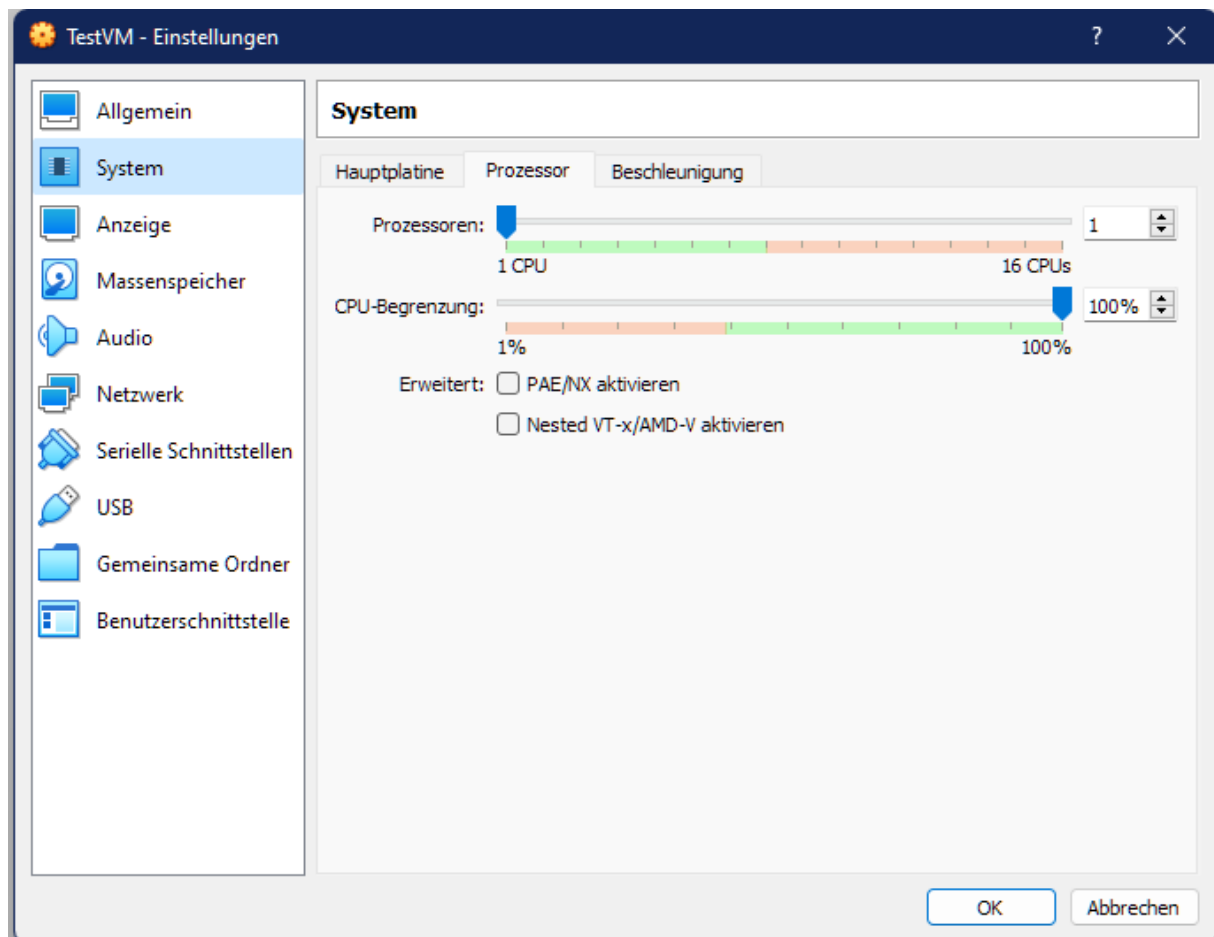 TestVM - Einstellungen ?
Allgemein
System
Anzeige
Massenspeicher
Audio
Netzwerk
Serielle Schnittstellen
USB
Gemeinsame Ordner
Benutzerschnittstelle
System
Hauptplatine Prozessor Beschleunigung
Prozessoren: 1
1 CPU 16 CPUs
CPU-Begrenzung: 100%
1% 100%
Erweitert: PAE/NX aktivieren
Nested VT-x/AMD-V aktivieren
OK Abbrechen